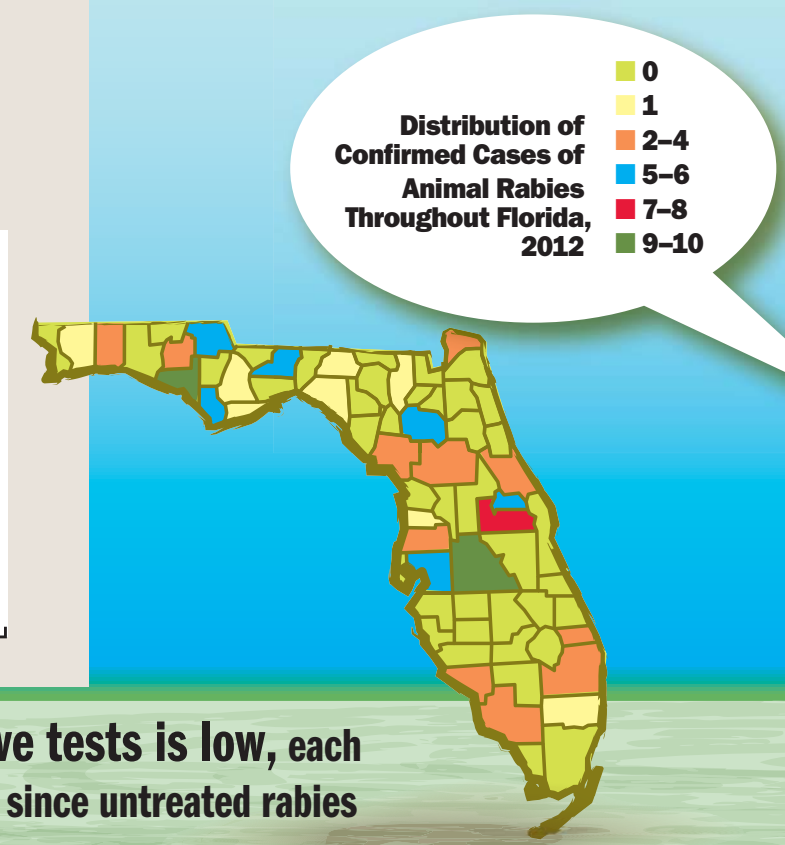 Distribution of
Confirmed Cases of
Animal Rabies
Throughout Florida,
2012
0
1
2–4
5–6
7–8
9–10
ve tests is low, each
since untreated rabies